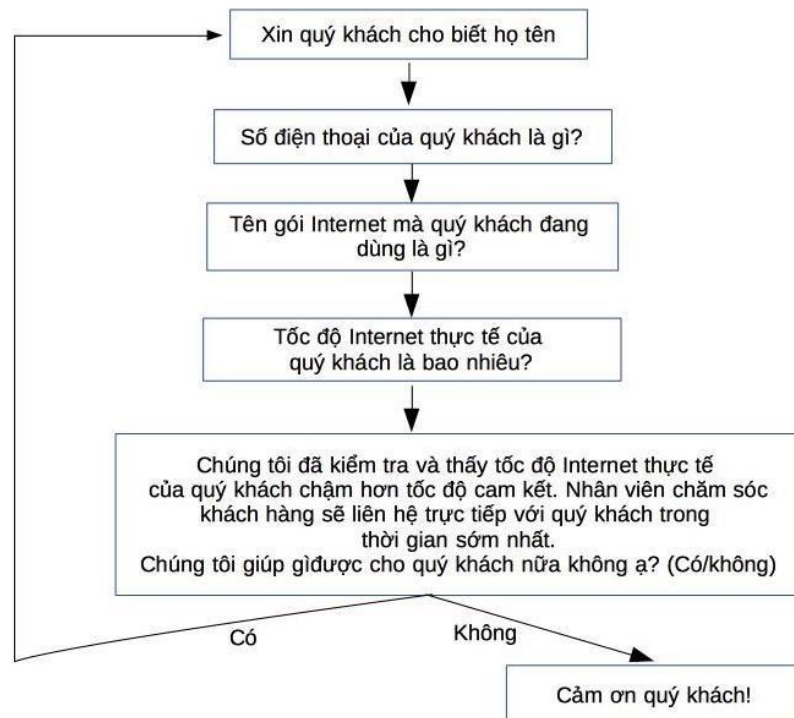 Xin quý khách cho biết họ tên
Số điện thoại của quý khách là gì?
Tên gói Internet mà quý khách đang
dùng là gì?
Tốc độ Internet thực tế của
quý khách là bao nhiêu?
Chúng tôi đã kiểm tra và thấy tốc độ Internet thực tế
của quý khách chậm hơn tốc độ cam kết. Nhân viên chăm sóc
khách hàng sẽ liên hệ trực tiếp với quý khách trong
thời gian sớm nhất.
Chúng tôi giúp gìđược cho quý khách nữa không ạ? (Có/không)
Có
Không
Cảm ơn quý khách!